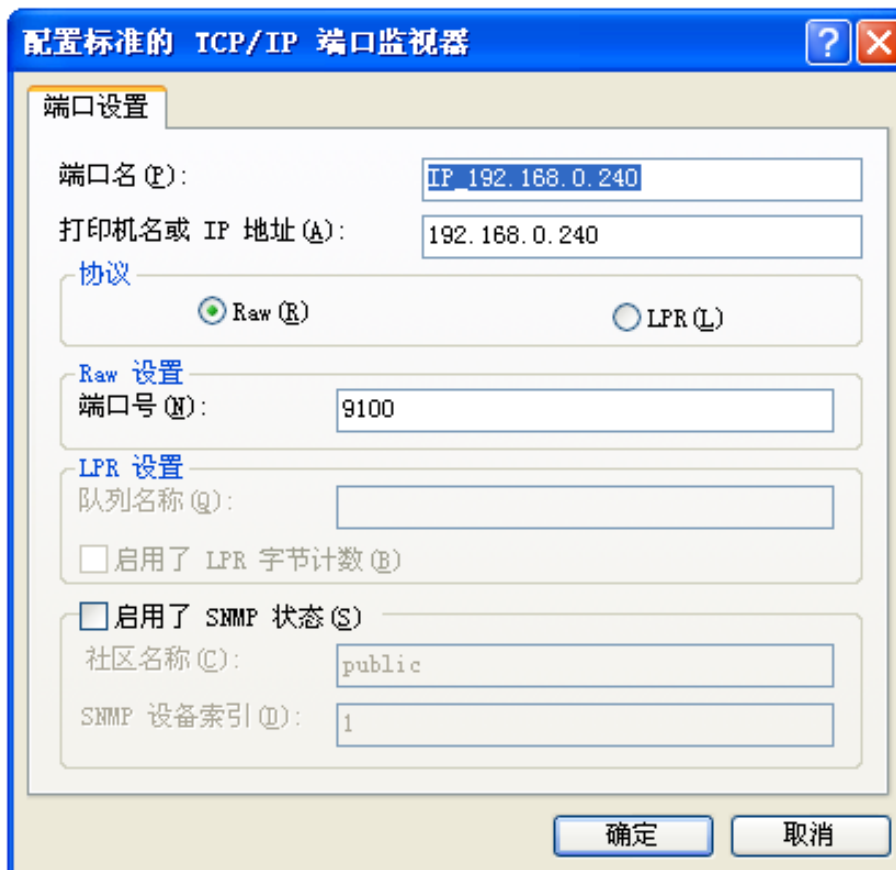 配置标准的 TCP/IP 端口监视器
端口设置
端口名(P): IP_192.168.0.240
打印机名或 IP 地址(A): 192.168.0.240
协议
Raw(R) LPR(L)
Raw 设置
端口号(N): 9100
LPR 设置
队列名称(Q):
启用了 LPR 字节计数(B)
启用了 SNMP 状态(S)
社区名称(C): public
SNMP 设备索引(D): 1
确定 取消